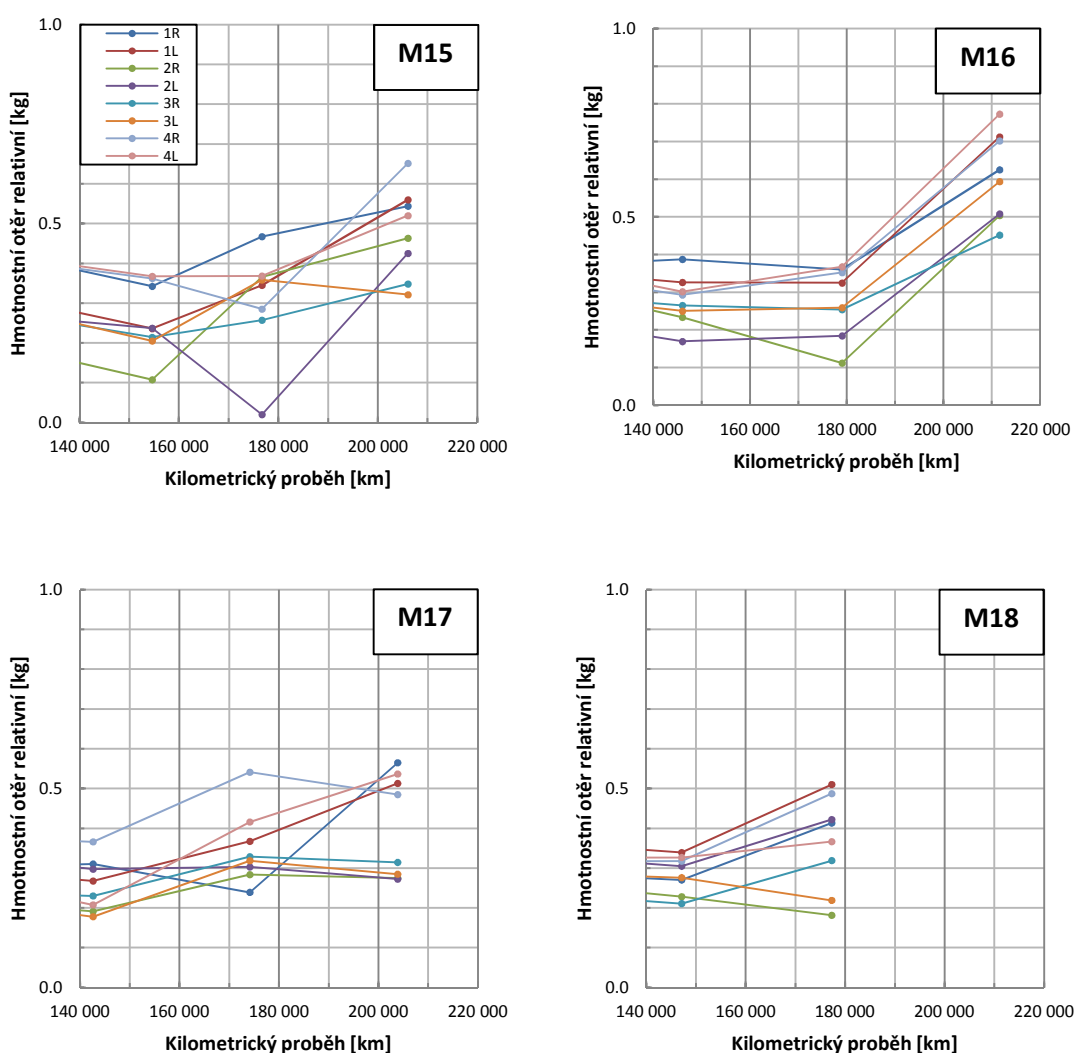 1.0
0.5
0.0
Hmotnostní otěr relativní [kg]
1R
1L
2R
2L
3R
3L
4R
4L
M15
140 000 160 000 180 000 200 000 220 000
Kilometrický proběh [km]
1.0
0.5
0.0
Hmotnostní otěr relativní [kg]
M16
140 000 160 000 180 000 200 000 220 000
Kilometrický proběh [km]
1.0
0.5
0.0
Hmotnostní otěr relativní [kg]
M17
140 000 160 000 180 000 200 000 220 000
Kilometrický proběh [km]
1.0
0.5
0.0
Hmotnostní otěr relativní [kg]
M18
140 000 160 000 180 000 200 000 220 000
Kilometrický proběh [km]